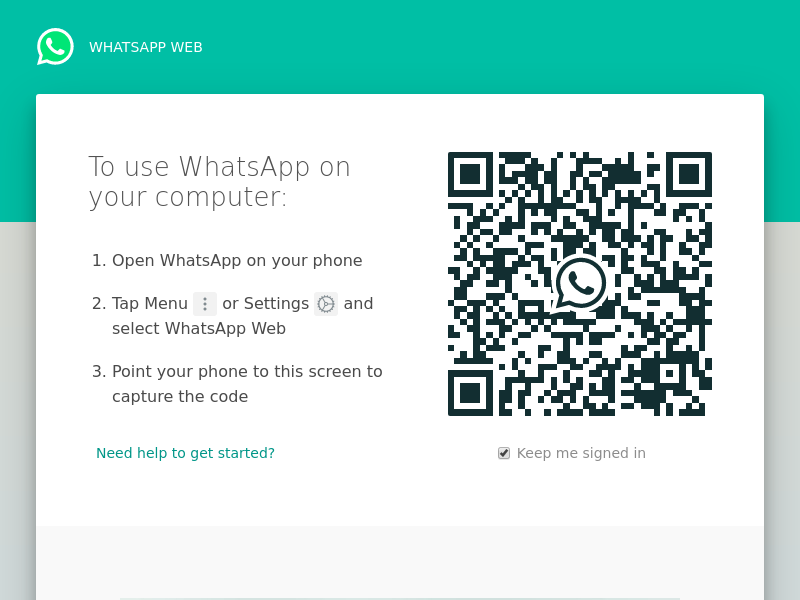 WHATSAPP WEB
To use WhatsApp on
your computer:
1. Open WhatsApp on your phone
2. Tap Menu or Settings and
select WhatsApp Web
3. Point your phone to this screen to
capture the code
Need help to get started?
Keep me signed in